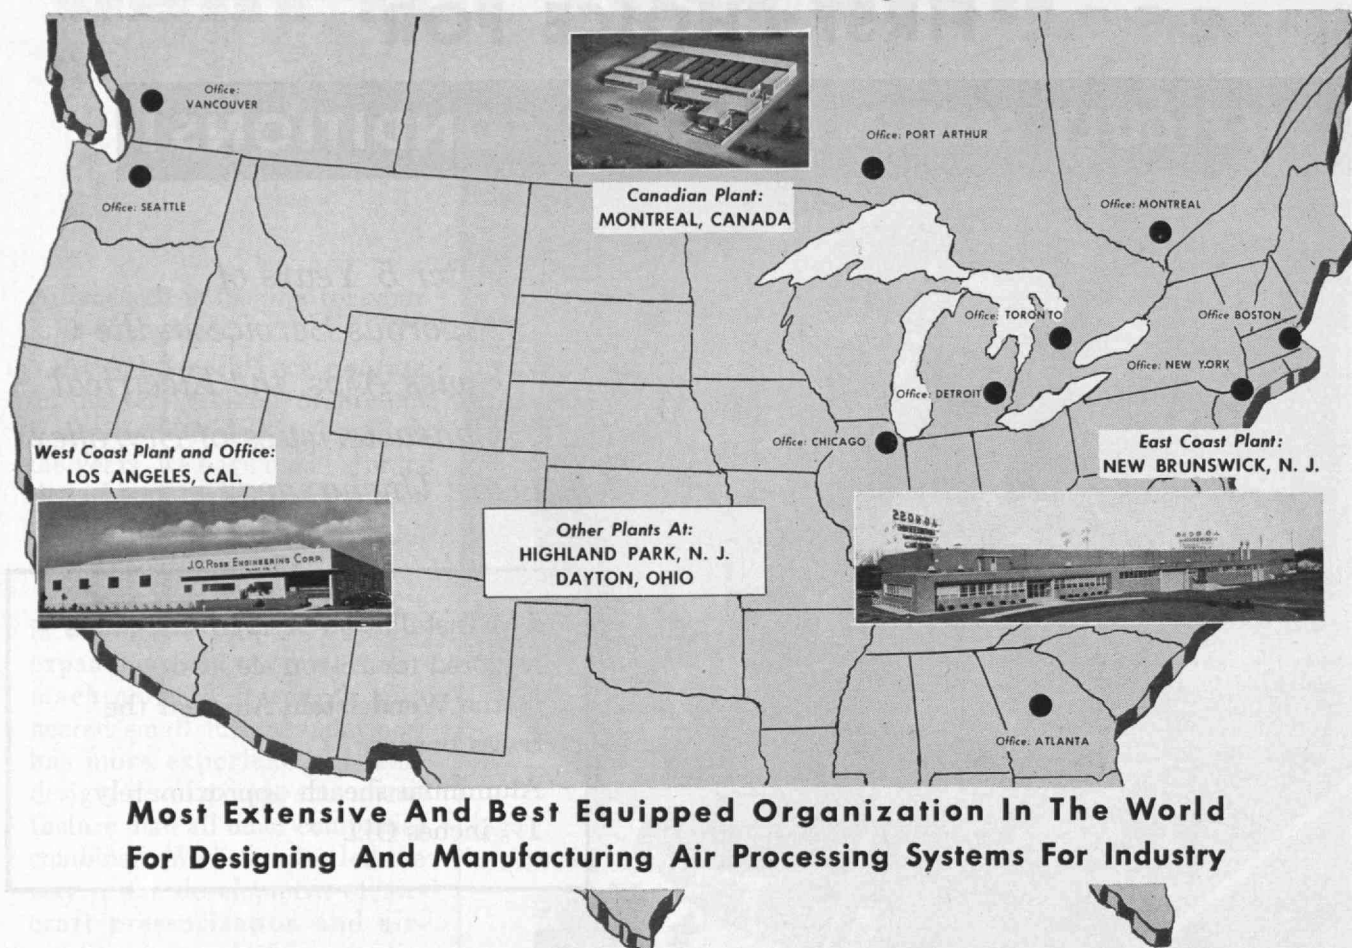 Office:
VANCOUVER
Office: SEATTLE
Canadian Plant:
MONTREAL, CANADA
Office: PORT ARTHUR
Office: MONTREAL
Office: TORONTO
Office BOSTON
Office: NEW YORK
Office: DETROIT
Office: CHICAGO
West Coast Plant and Office:
LOS ANGELES, CAL.
J.O. ROSS ENGINEERING CORP.
East Coast Plant:
NEW BRUNSWICK, N. J.
Other Plants At:
HIGHLAND PARK, N. J.
DAYTON, OHIO
Office: ATLANTA
Most Extensive And Best Equipped Organization In The World
For Designing And Manufacturing Air Processing Systems For Industry